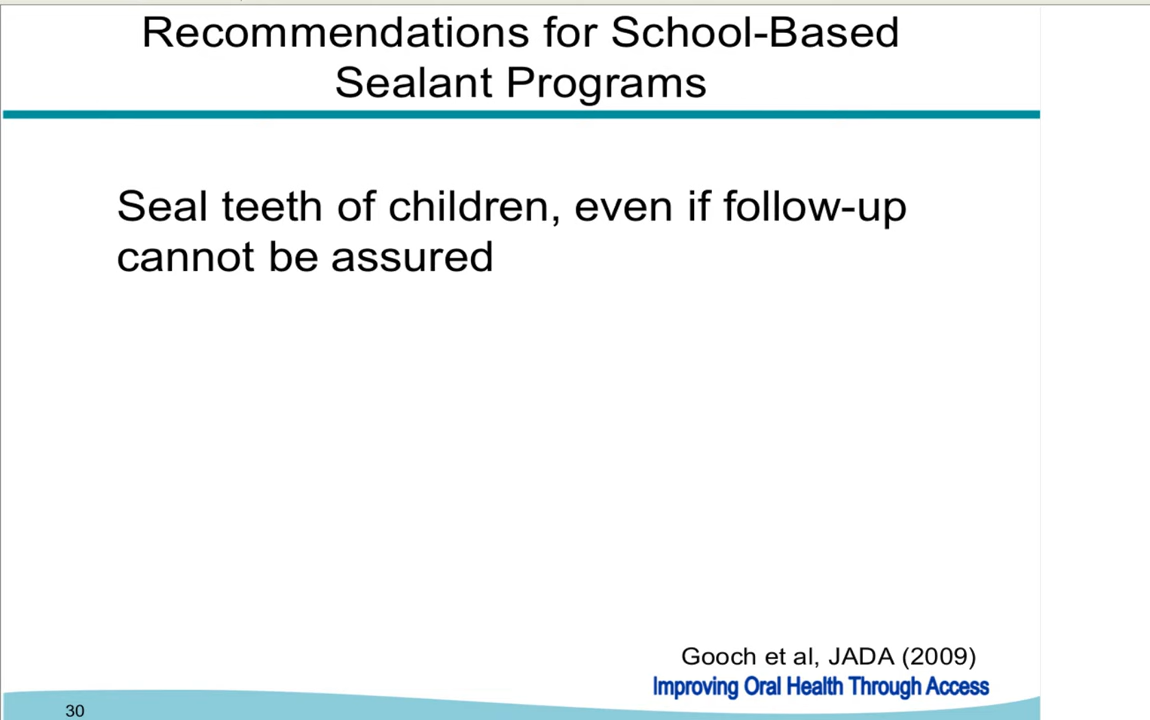 Recommendations for School-Based
Sealant Programs
Seal teeth of children, even if follow-up
cannot be assured
Gooch et al, JADA (2009)
Improving Oral Health Through Access
30